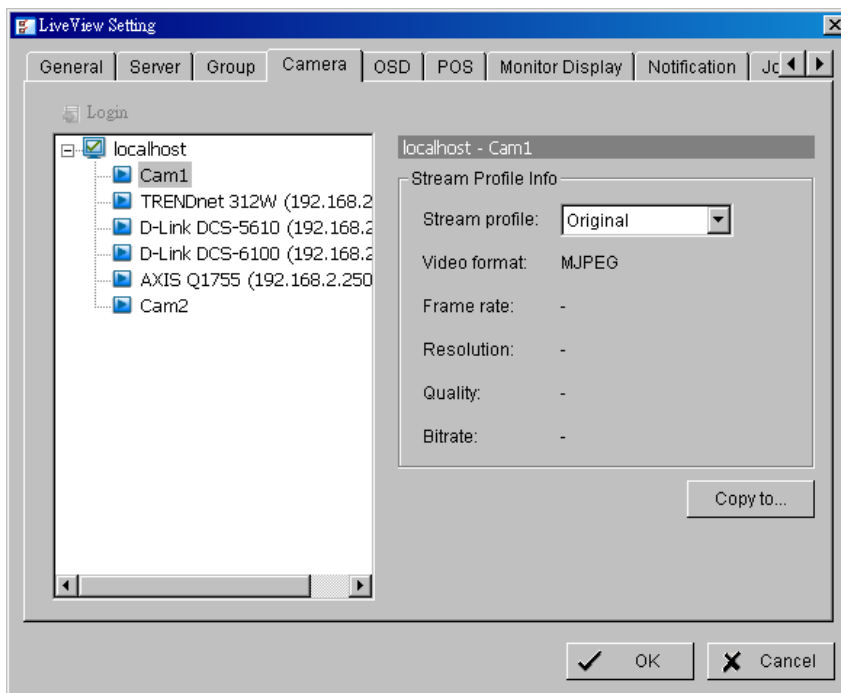 LiveView Setting
General Server Group Camera OSD POS Monitor Display Notification
Login
localhost
Cam1
TRENDnet 312W (192.168.2
D-Link DCS-5610 (192.168.2
D-Link DCS-6100 (192.168.2
AXIS Q1755 (192.168.2.250
Cam2
localhost - Cam1
Stream Profile Info
Stream profile: Original
Video format: MJPEG
Frame rate: -
Resolution: -
Quality: -
Bitrate: -
Copy to...
OK Cancel